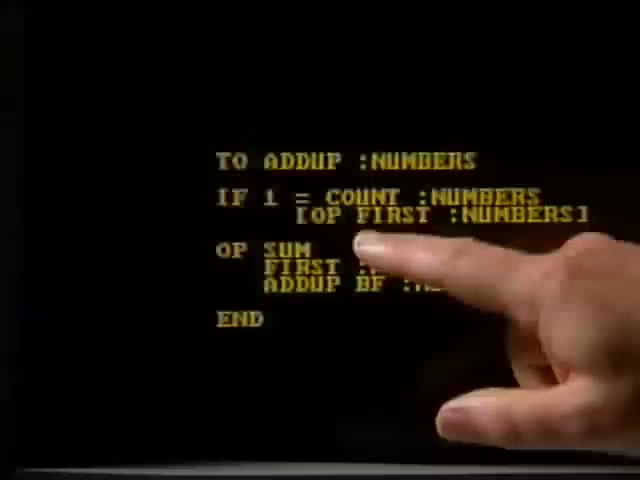 TO ADDUP :NUMBERS
IF 1 = COUNT :NUMBERS
[OP FIRST :NUMBERS]
OP SUM
FIRST
ADDUP BF
END